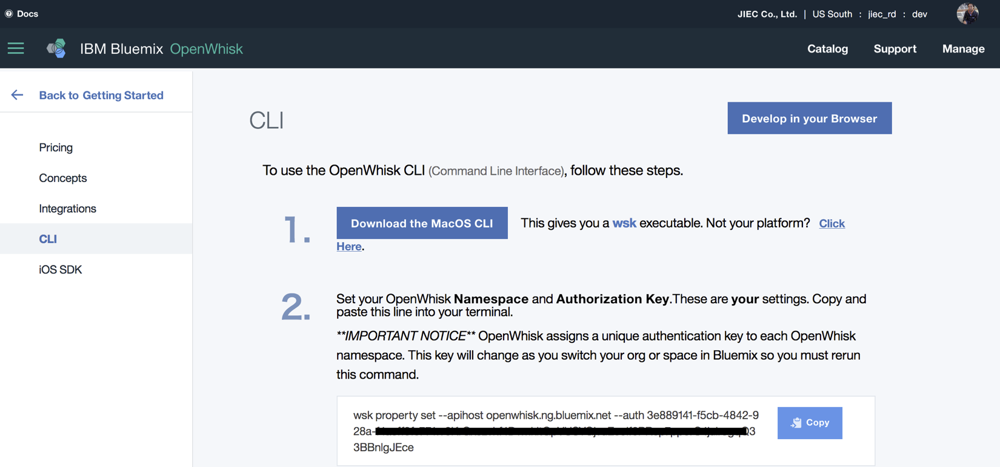 Docs
JIEC Co., Ltd. | US South : jiec_rd : dev
IBM Bluemix OpenWhisk
Catalog Support Manage
Back to Getting Started
Pricing
Concepts
Integrations
CLI
iOS SDK
CLI
Develop in your Browser
To use the OpenWhisk CLI (Command Line Interface), follow these steps.
1.
Download the MacOS CLI This gives you a wsk executable. Not your platform? Click
Here.
2.
Set your OpenWhisk Namespace and Authorization Key.These are your settings. Copy and
paste this line into your terminal.
**IMPORTANT NOTICE** OpenWhisk assigns a unique authentication key to each OpenWhisk
namespace. This key will change as you switch your org or space in Bluemix so you must rerun
this command.
wsk property set --apihost openwhisk.ng.bluemix.net --auth 3e889141-f5cb-4842-9
28a- Q3
3BBnlgJEce
Copy